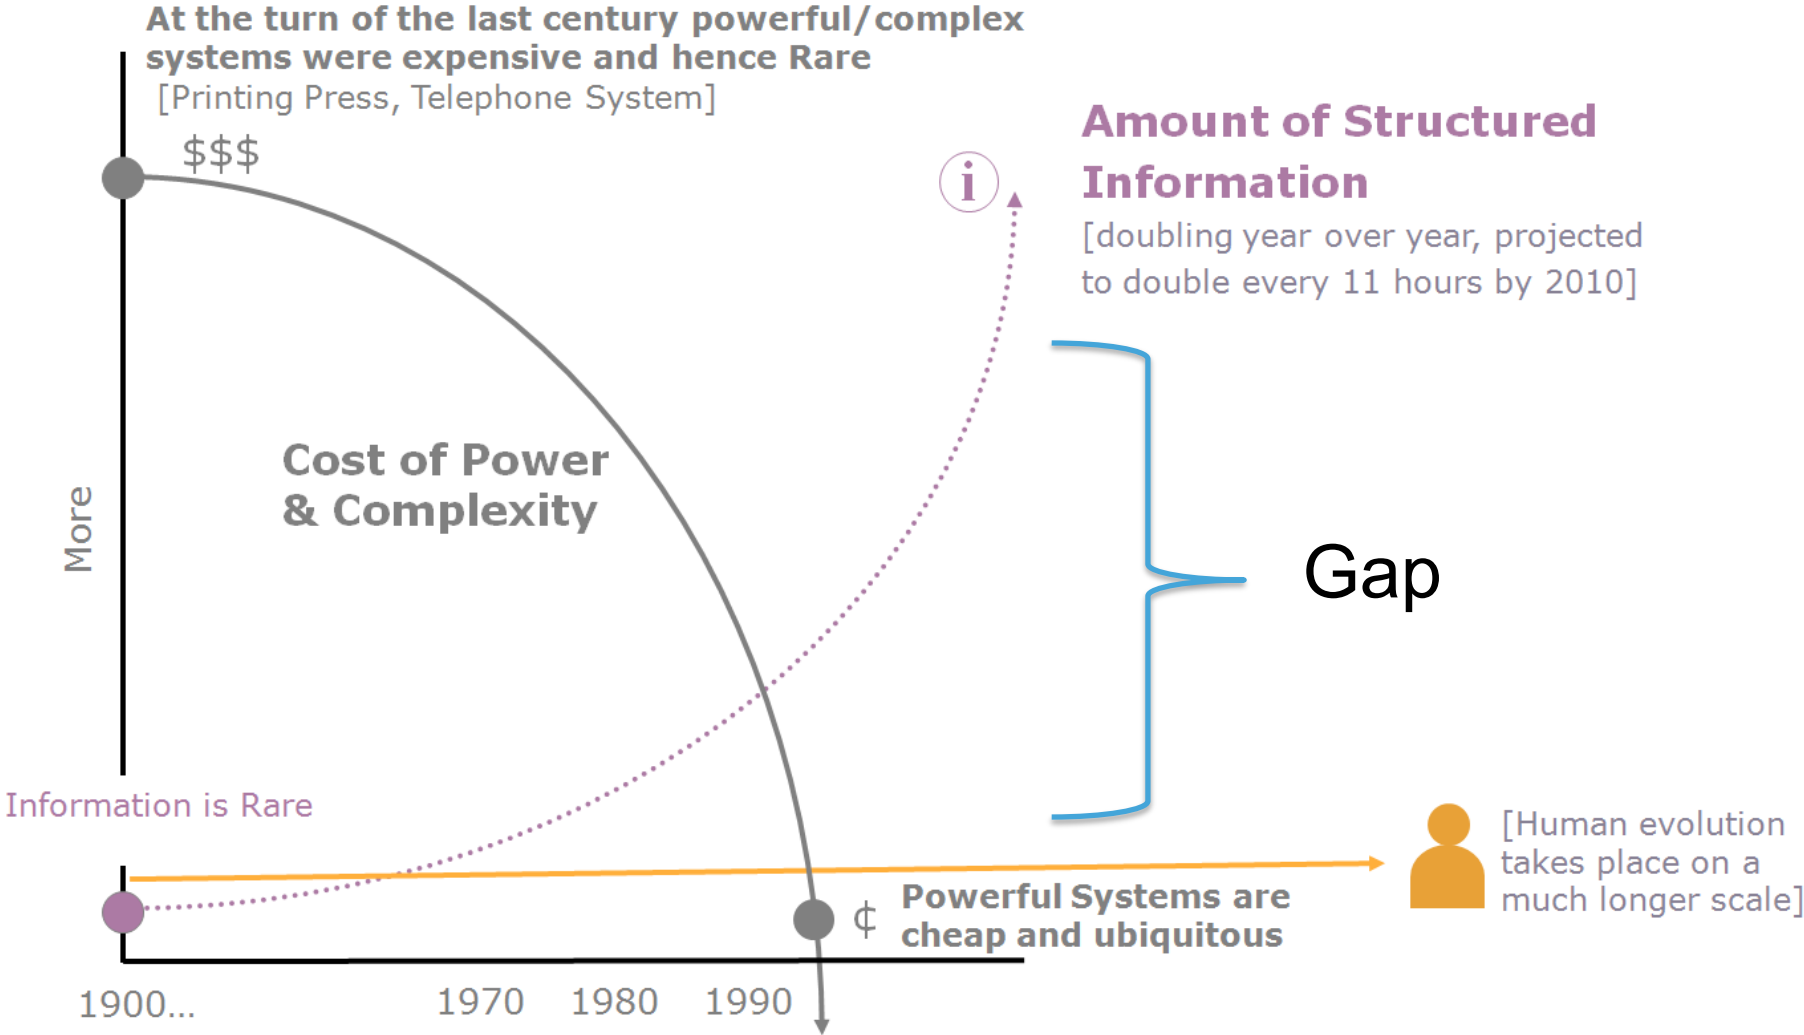 At the turn of the last century powerful/complex
systems were expensive and hence Rare
[Printing Press, Telephone System]
$$$
i
Amount of Structured
Information
[doubling year over year, projected
to double every 11 hours by 2010]
Cost of Power
& Complexity
More
Gap
Information is Rare
[Human evolution
takes place on a
much longer scale]
¢
Powerful Systems are
cheap and ubiquitous
1900...
1970
1980
1990